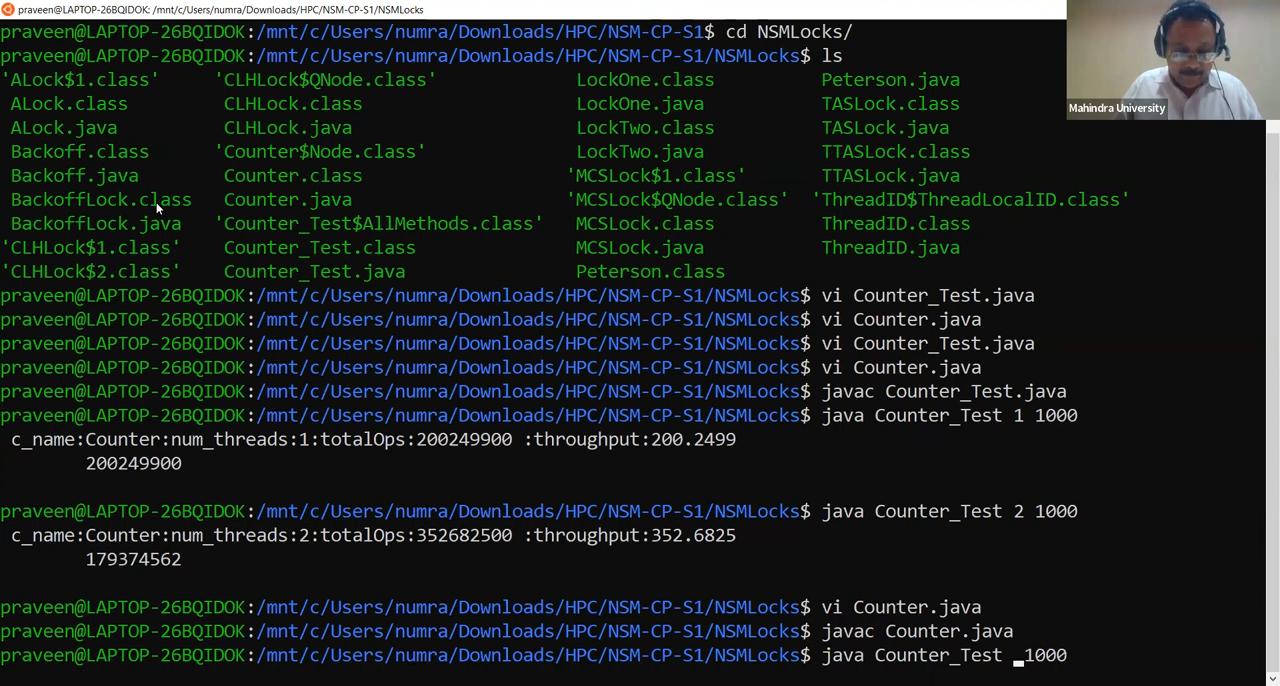 praveen@LAPTOP-26BQIDOK: /mnt/c/Users/numra/Downloads/HPC/NSM-CP-S1/NSMLocks
praveen@LAPTOP-26BQIDOK:/mnt/c/Users/numra/Downloads/HPC/NSM-CP-S1$ cd NSMLocks/
praveen@LAPTOP-26BQIDOK:/mnt/c/Users/numra/Downloads/HPC/NSM-CP-S1/NSMLocks$ ls
'ALock$1.class' 'CLHLock$QNode.class' LockOne.class Peterson.java
ALock.class CLHLock.class LockOne.java TASLock.class
ALock.java CLHLock.java LockTwo.class TASLock.java
Backoff.class 'Counter$Node.class' LockTwo.java TTASLock.class
Backoff.java Counter.class 'MCSLock$1.class' TTASLock.java
BackoffLock.class Counter.java 'MCSLock$QNode.class' 'ThreadID$ThreadLocalID.class'
BackoffLock.java 'Counter_Test$AllMethods.class' MCSLock.class ThreadID.class
'CLHLock$1.class' Counter_Test.class MCSLock.java ThreadID.java
'CLHLock$2.class' Counter_Test.java Peterson.class
praveen@LAPTOP-26BQIDOK:/mnt/c/Users/numra/Downloads/HPC/NSM-CP-S1/NSMLocks$ vi Counter_Test.java
praveen@LAPTOP-26BQIDOK:/mnt/c/Users/numra/Downloads/HPC/NSM-CP-S1/NSMLocks$ vi Counter.java
praveen@LAPTOP-26BQIDOK:/mnt/c/Users/numra/Downloads/HPC/NSM-CP-S1/NSMLocks$ vi Counter_Test.java
praveen@LAPTOP-26BQIDOK:/mnt/c/Users/numra/Downloads/HPC/NSM-CP-S1/NSMLocks$ vi Counter.java
praveen@LAPTOP-26BQIDOK:/mnt/c/Users/numra/Downloads/HPC/NSM-CP-S1/NSMLocks$ javac Counter_Test.java
praveen@LAPTOP-26BQIDOK:/mnt/c/Users/numra/Downloads/HPC/NSM-CP-S1/NSMLocks$ java Counter_Test 1 1000
c_name:Counter:num_threads:1:totalOps:200249900 :throughput:200.2499
200249900
praveen@LAPTOP-26BQIDOK:/mnt/c/Users/numra/Downloads/HPC/NSM-CP-S1/NSMLocks$ java Counter_Test 2 1000
c_name:Counter:num_threads:2:totalOps:352682500 :throughput:352.6825
179374562
praveen@LAPTOP-26BQIDOK:/mnt/c/Users/numra/Downloads/HPC/NSM-CP-S1/NSMLocks$ vi Counter.java
praveen@LAPTOP-26BQIDOK:/mnt/c/Users/numra/Downloads/HPC/NSM-CP-S1/NSMLocks$ javac Counter.java
praveen@LAPTOP-26BQIDOK:/mnt/c/Users/numra/Downloads/HPC/NSM-CP-S1/NSMLocks$ java Counter_Test 1000
Mahindra University